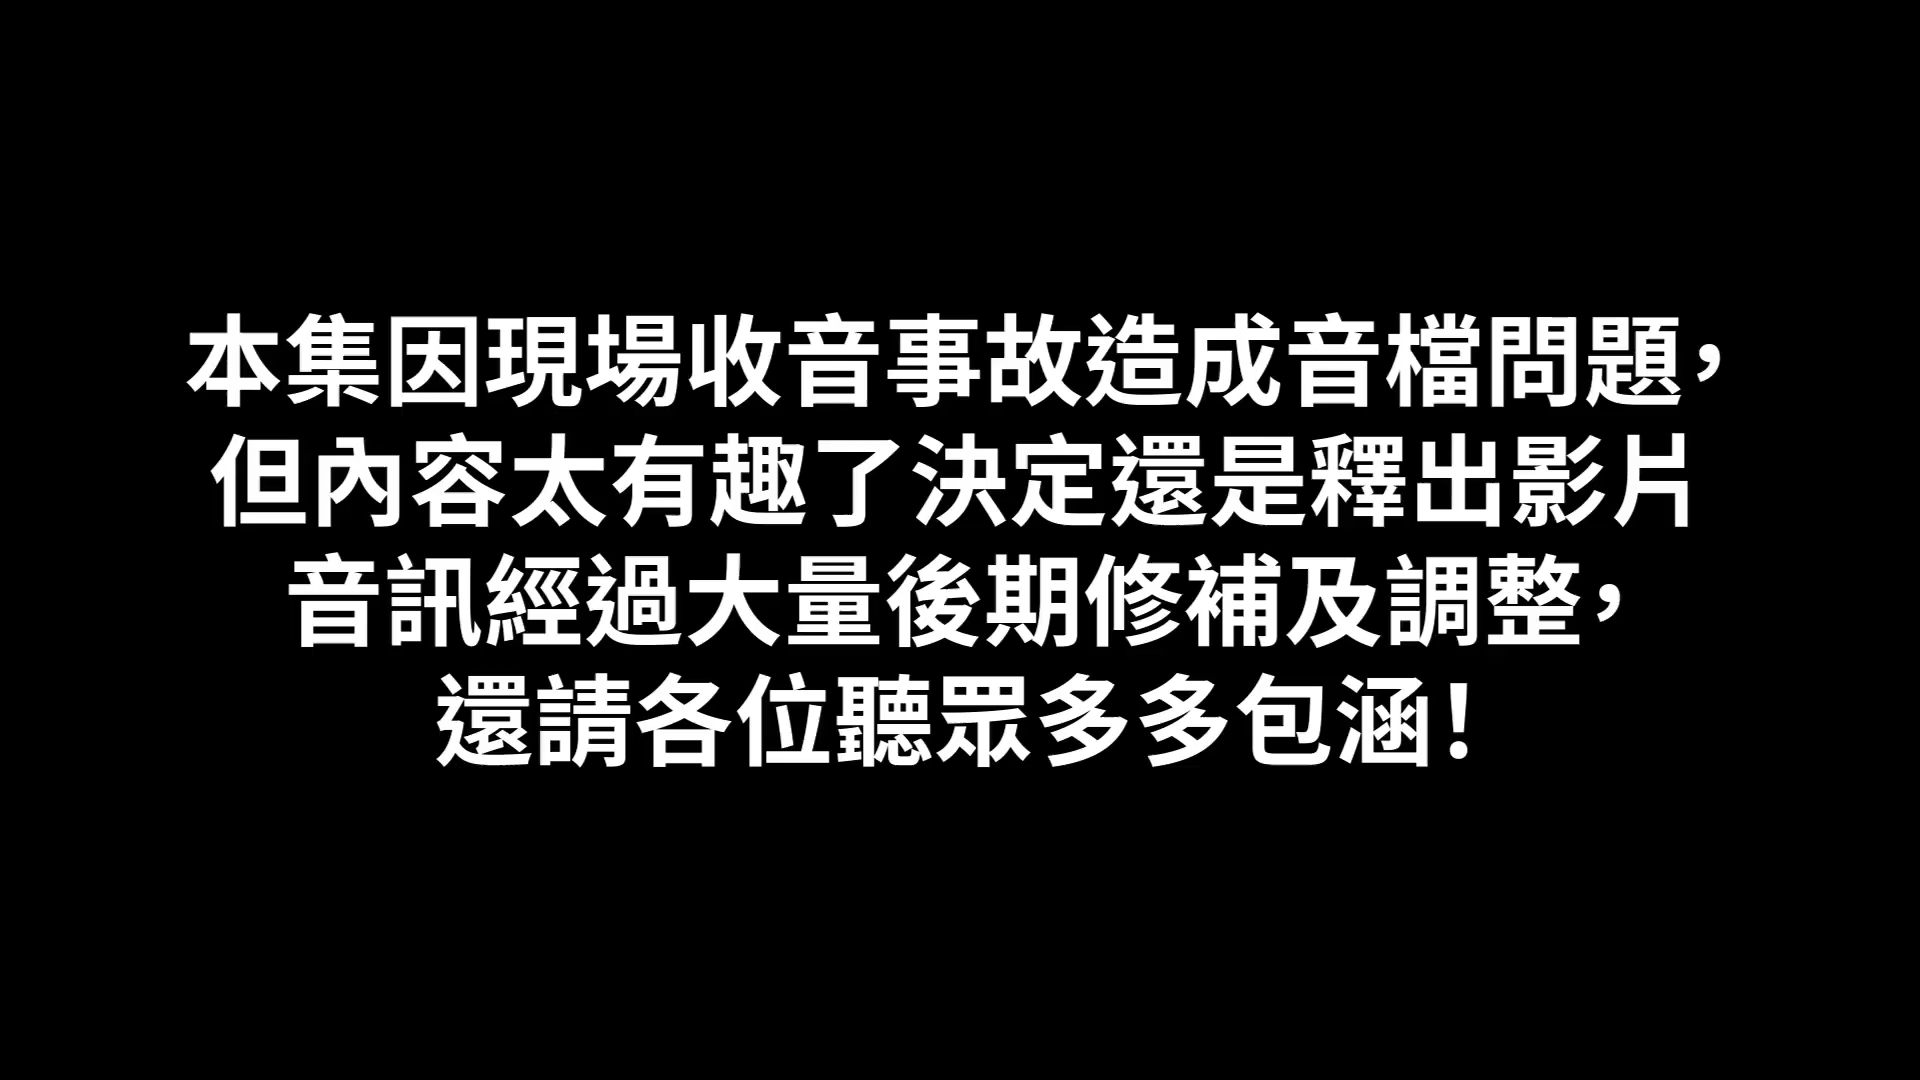 本集因現場收音事故造成音檔問題，
但內容太有趣了決定還是釋出影片
音訊經過大量後期修補及調整，
還請各位聽眾多多包涵！